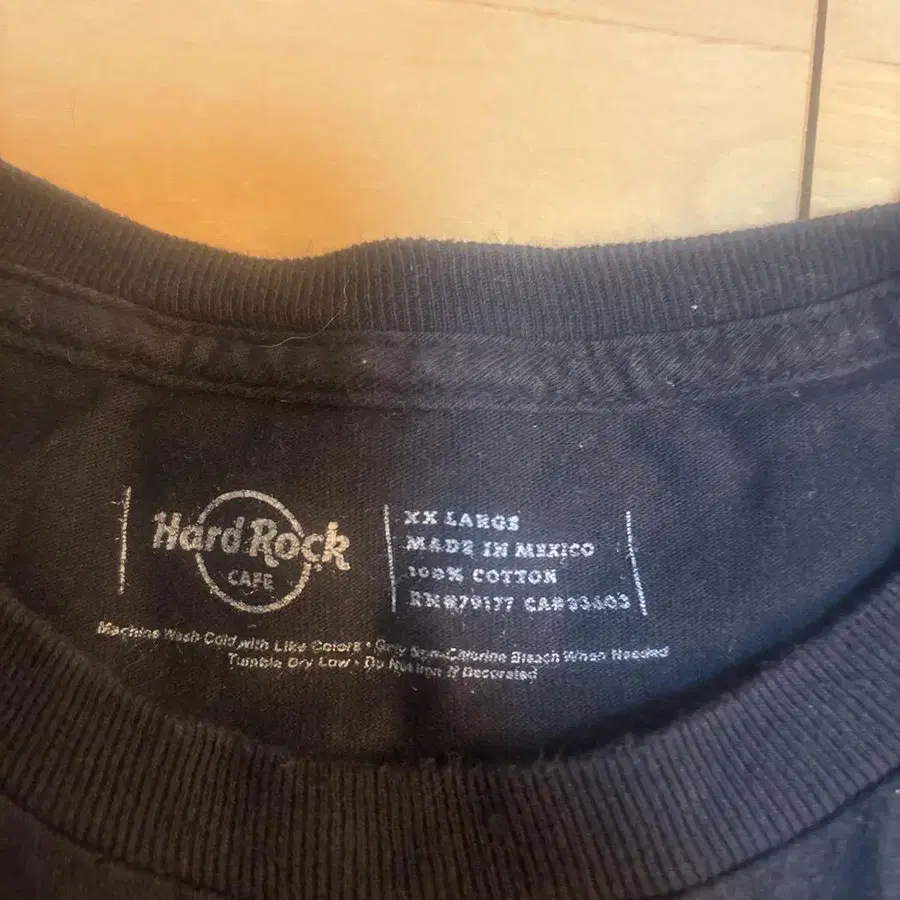 Hard Rock
CAFE
XX LARGE
MADE IN MEXICO
100% COTTON
RN#79177 CA#33603
Machine Wash Cold with Like Colors • Only Non-Chlorine Bleach When Needed
Tumble Dry Low • Do Not Iron If Decorated